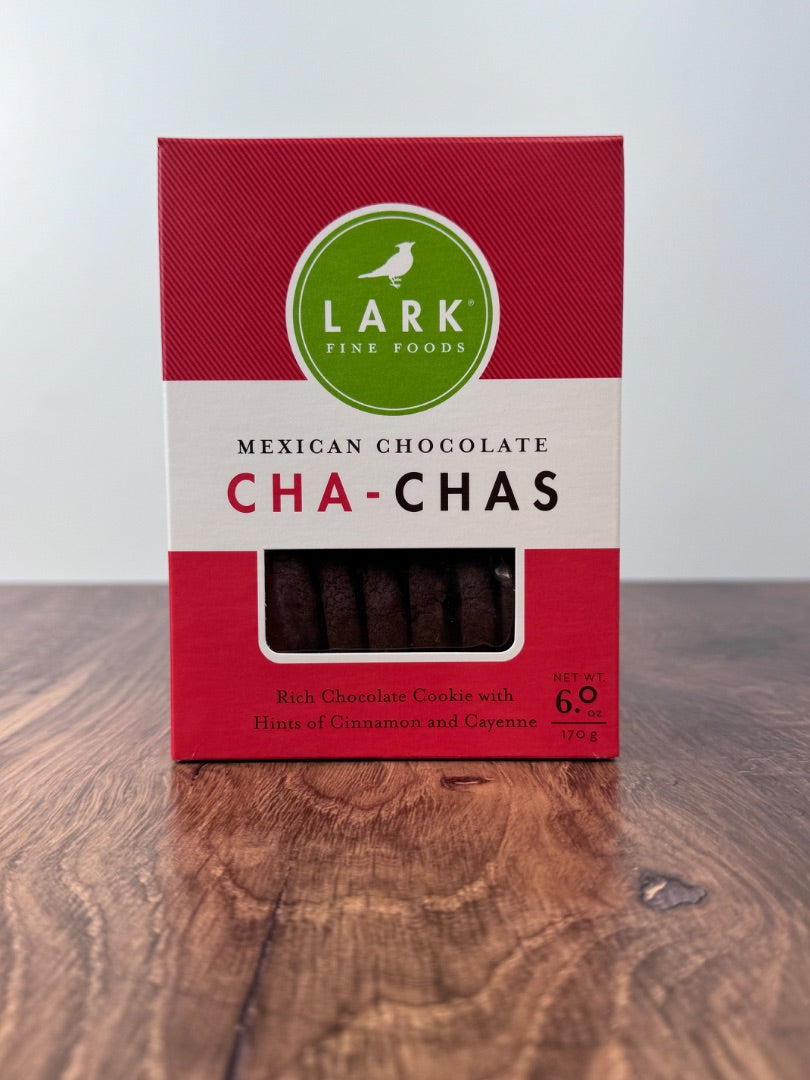 LARK®
FINE FOODS
MEXICAN CHOCOLATE
CHA-CHAS
Rich Chocolate Cookie with
Hints of Cinnamon and Cayenne
NET WT.
6.0 oz
170 g